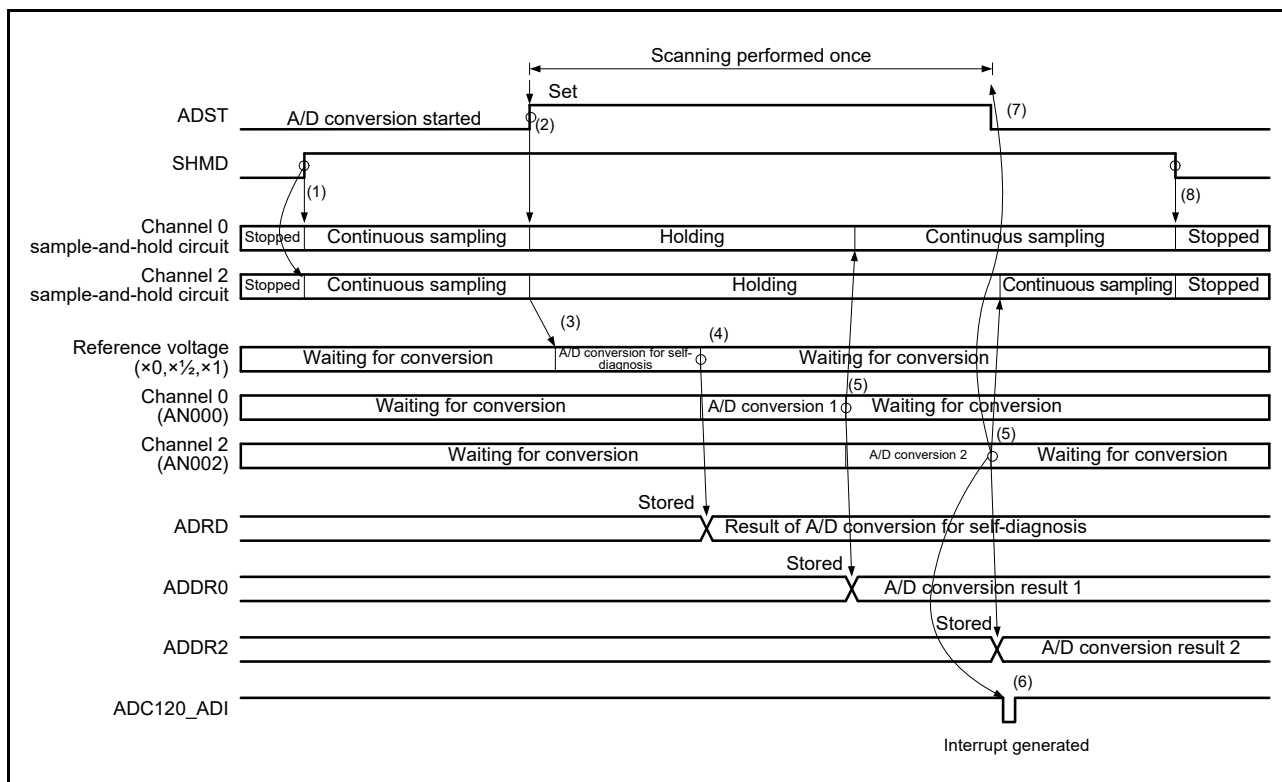 Scanning performed once
Set
ADST
A/D conversion started
(2)
(7)
SHMD
(1)
(8)
Channel 0
sample-and-hold circuit
Stopped
Continuous sampling
Holding
Continuous sampling
Stopped
Channel 2
sample-and-hold circuit
Stopped
Continuous sampling
Holding
Continuous sampling
Stopped
(3)
(4)
Reference voltage
(×0,×½,×1)
Waiting for conversion
A/D conversion for self-
diagnosis
Waiting for conversion
(5)
Channel 0
(AN000)
Waiting for conversion
A/D conversion 1
Waiting for conversion
(5)
Channel 2
(AN002)
Waiting for conversion
A/D conversion 2
Waiting for conversion
Stored
ADRD
Result of A/D conversion for self-diagnosis
Stored
ADDR0
A/D conversion result 1
Stored
ADDR2
A/D conversion result 2
(6)
ADC120_ADI
Interrupt generated